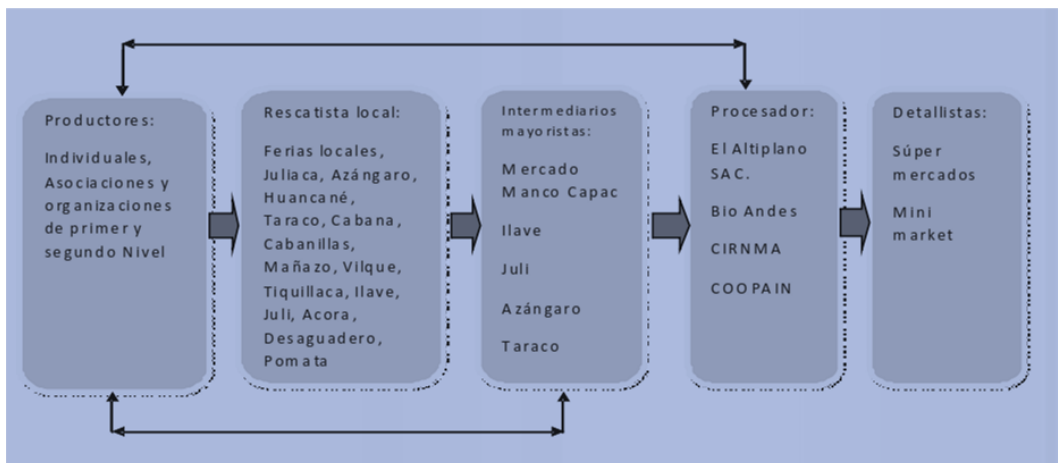 Productores:
Individuales,
Asociaciones y
organizaciones
de primer y
segundo Nivel
Rescatista local:
Ferias locales,
Juliaca, Azángaro,
Huancané,
Taraco, Cabana,
Cabanillas,
Mañazo, Vilque,
Tiquillaca, Ilave,
Juli, Acora,
Desaguadero,
Pomata
Intermediarios
mayoristas:
Mercado
Manco Capac
Ilave
Juli
Azángaro
Taraco
Procesador:
El Altiplano
SAC.
Bio Andes
CIRNMA
COOPAIN
Detallistas:
Súper
mercados
Mini
market